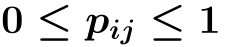 0 ≤ p_{ij} ≤ 1